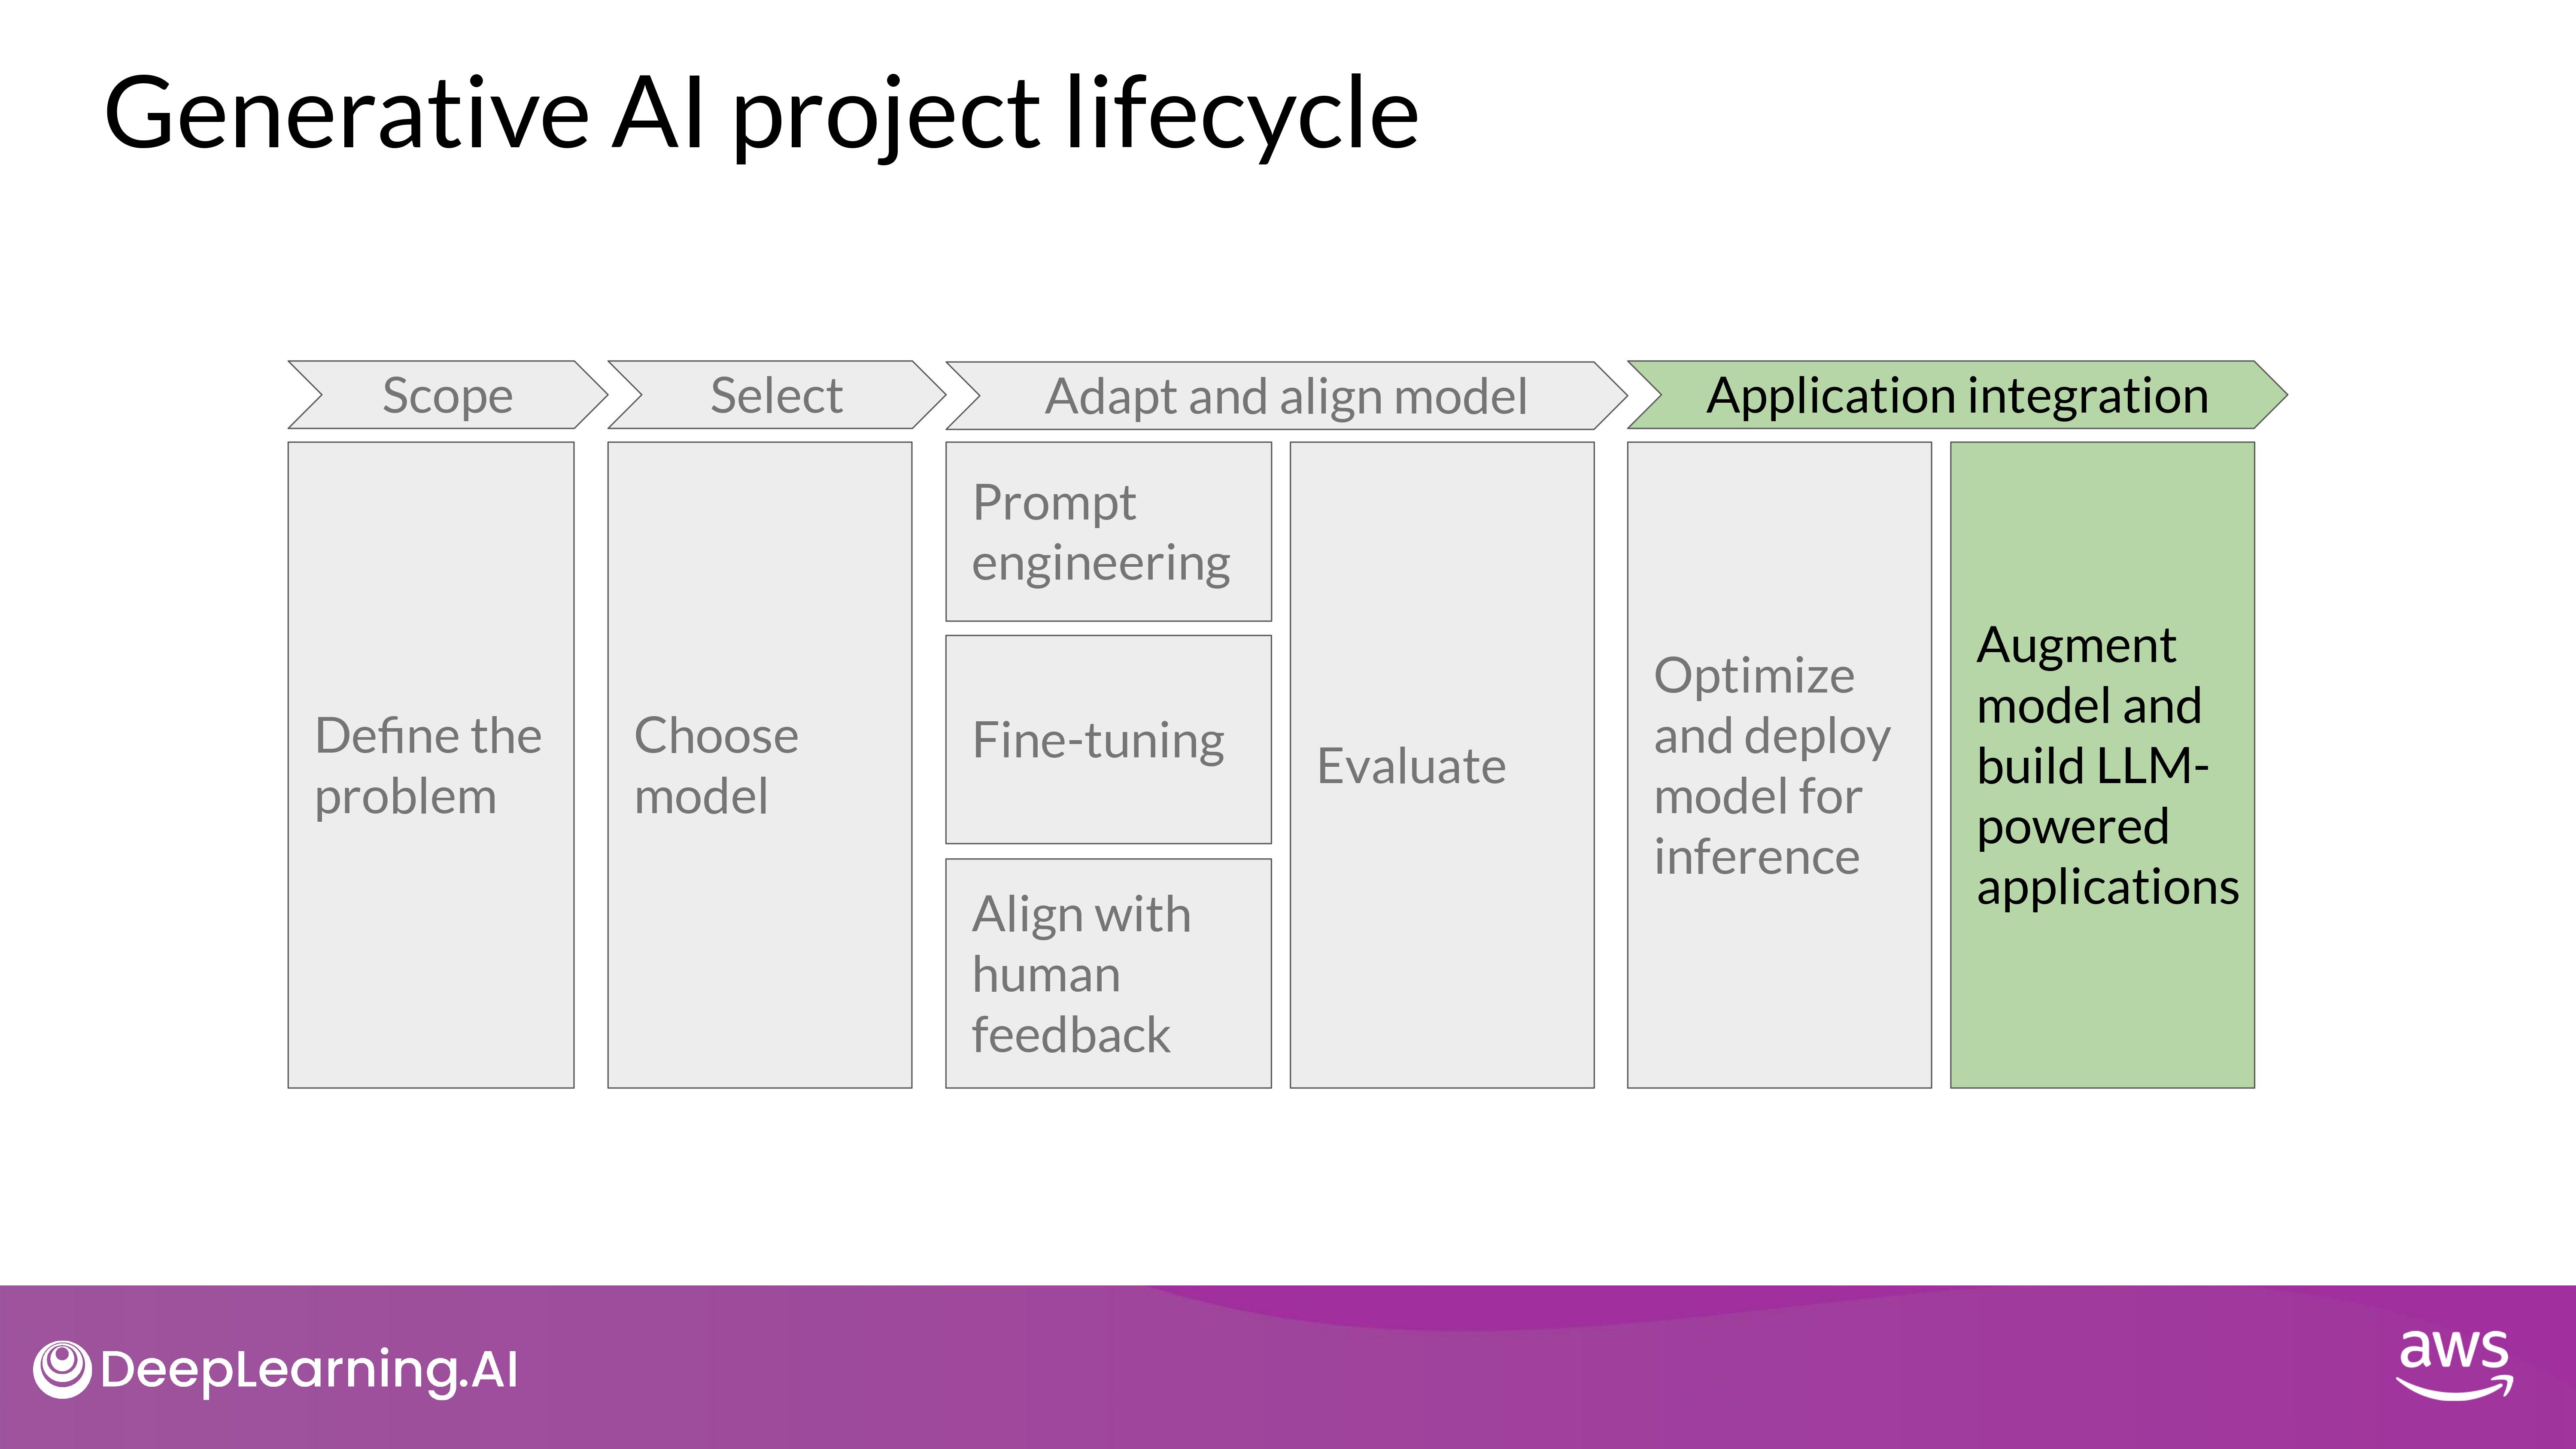 Generative AI project lifecycle
Scope
Select
Adapt and align model
Application integration
Define the
problem
Choose
model
Prompt
engineering
Fine-tuning
Align with
human
feedback
Evaluate
Optimize
and deploy
model for
inference
Augment
model and
build LLM-
powered
applications
DeepLearning.AI
aws